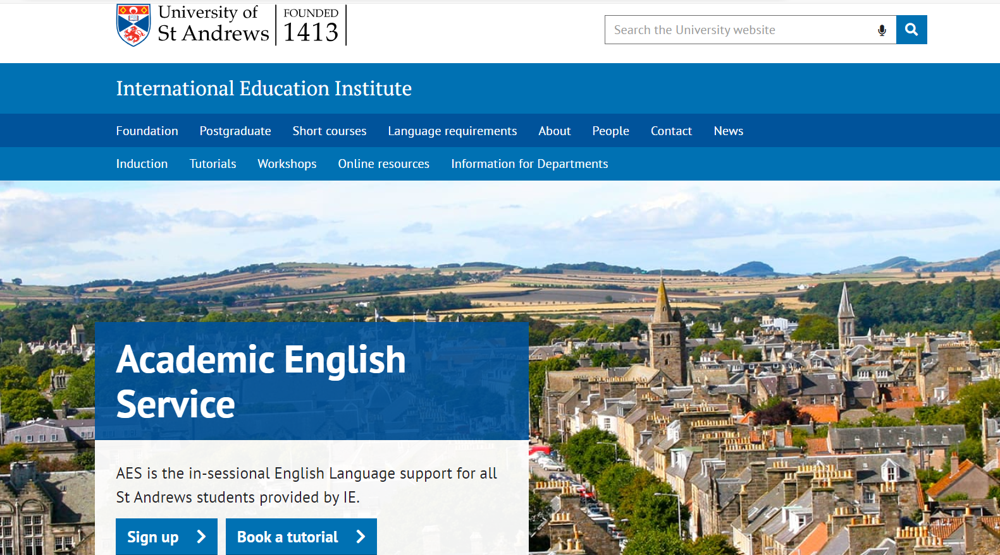 University of
St Andrews
FOUNDED
1413
Search the University website
International Education Institute
Foundation Postgraduate Short courses Language requirements About People Contact News
Induction Tutorials Workshops Online resources Information for Departments
Academic English
Service
AES is the in-sessional English Language support for all
St Andrews students provided by IE.
Sign up Book a tutorial